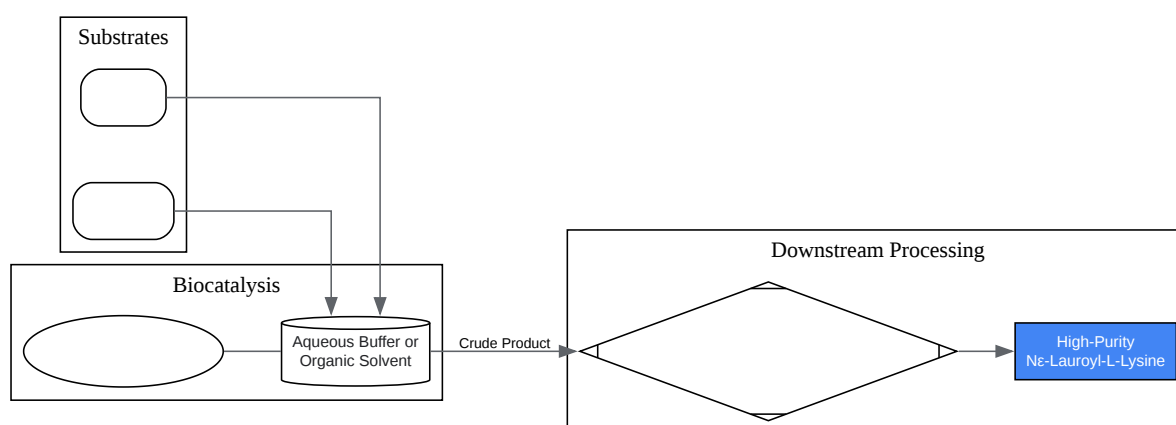 Substrates
Biocatalysis
Aqueous Buffer or
Organic Solvent
Crude Product
Downstream Processing
High-Purity
Nε-Lauroyl-L-Lysine